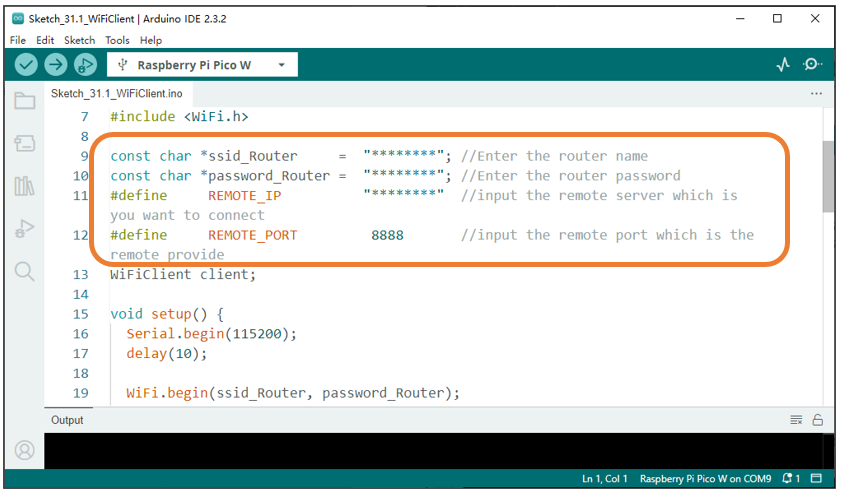 Sketch_31.1_WiFiClient | Arduino IDE 2.3.2
File Edit Sketch Tools Help
Raspberry Pi Pico W
Sketch_31.1_WiFiClient.ino
7 #include <WiFi.h>
8
9 const char *ssid_Router     =  "********"; //Enter the router name
10 const char *password_Router =  "********"; //Enter the router password
11 #define     REMOTE_IP          "********"  //input the remote server which is
you want to connect
12 #define     REMOTE_PORT         8888       //input the remote port which is the
remote provide
13 WiFiClient client;
14
15 void setup() {
16   Serial.begin(115200);
17   delay(10);
18
19   WiFi.begin(ssid_Router, password_Router);
Output
Ln 1, Col 1 Raspberry Pi Pico W on COM9 1